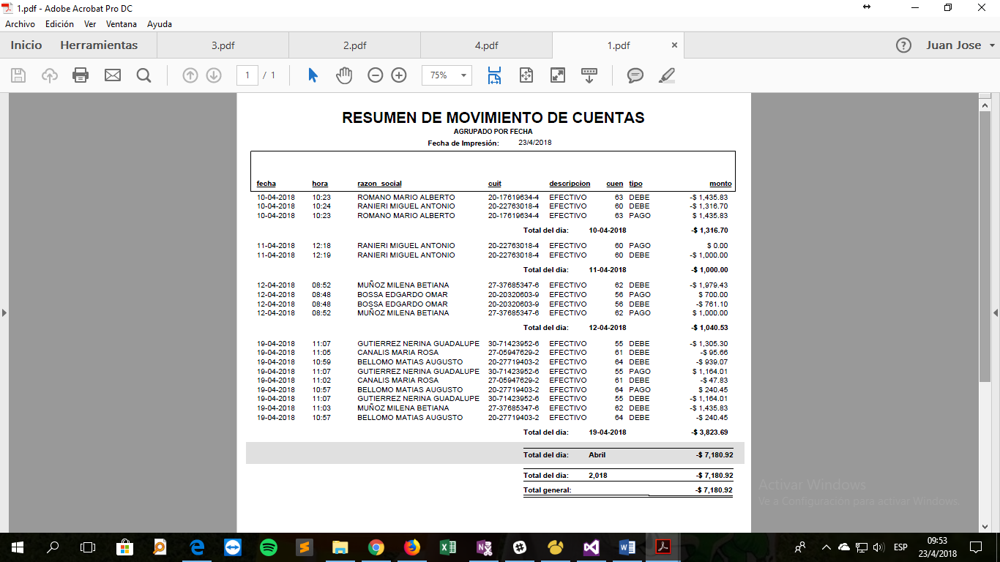 1.pdf - Adobe Acrobat Pro DC
Archivo Edición Ver Ventana Ayuda
Inicio Herramientas 3.pdf 2.pdf 4.pdf 1.pdf × ? Juan Jose
1 / 1 75%
RESUMEN DE MOVIMIENTO DE CUENTAS
AGRUPADO POR FECHA
Fecha de Impresión: 23/4/2018
fecha hora razon_social cuit descripcion cuen tipo monto
10-04-2018 10:23 ROMANO MARIO ALBERTO 20-17619634-4 EFECTIVO 63 DEBE -$ 1,435.83
10-04-2018 10:24 RANIERI MIGUEL ANTONIO 20-22763018-4 EFECTIVO 60 DEBE -$ 1,316.70
10-04-2018 10:23 ROMANO MARIO ALBERTO 20-17619634-4 EFECTIVO 63 PAGO $ 1,435.83
Total del dia: 10-04-2018 -$ 1,316.70
11-04-2018 12:18 RANIERI MIGUEL ANTONIO 20-22763018-4 EFECTIVO 60 PAGO $ 0.00
11-04-2018 12:19 RANIERI MIGUEL ANTONIO 20-22763018-4 EFECTIVO 60 DEBE -$ 1,000.00
Total del dia: 11-04-2018 -$ 1,000.00
12-04-2018 08:52 MUÑOZ MILENA BETIANA 27-37685347-6 EFECTIVO 62 DEBE -$ 1,979.43
12-04-2018 08:48 BOSSA EDGARDO OMAR 20-20320603-9 EFECTIVO 56 PAGO $ 700.00
12-04-2018 08:48 BOSSA EDGARDO OMAR 20-20320603-9 EFECTIVO 56 DEBE -$ 761.10
12-04-2018 08:52 MUÑOZ MILENA BETIANA 27-37685347-6 EFECTIVO 62 PAGO $ 1,000.00
Total del dia: 12-04-2018 -$ 1,040.53
19-04-2018 11:07 GUTIERREZ NERINA GUADALUPE 30-71423952-6 EFECTIVO 55 DEBE -$ 1,305.30
19-04-2018 11:05 CANALIS MARIA ROSA 27-05947629-2 EFECTIVO 61 DEBE -$ 95.66
19-04-2018 10:59 BELLOMO MATIAS AUGUSTO 20-27719403-2 EFECTIVO 64 DEBE -$ 939.07
19-04-2018 11:07 GUTIERREZ NERINA GUADALUPE 30-71423952-6 EFECTIVO 55 PAGO $ 1,164.01
19-04-2018 11:02 CANALIS MARIA ROSA 27-05947629-2 EFECTIVO 61 DEBE -$ 47.83
19-04-2018 10:57 BELLOMO MATIAS AUGUSTO 20-27719403-2 EFECTIVO 64 PAGO $ 240.45
19-04-2018 11:07 GUTIERREZ NERINA GUADALUPE 30-71423952-6 EFECTIVO 55 DEBE -$ 1,164.01
19-04-2018 11:03 MUÑOZ MILENA BETIANA 27-37685347-6 EFECTIVO 62 DEBE -$ 1,435.83
19-04-2018 10:57 BELLOMO MATIAS AUGUSTO 20-27719403-2 EFECTIVO 64 DEBE -$ 240.45
Total del dia: 19-04-2018 -$ 3,823.69
Total del dia: Abril -$ 7,180.92
Total del dia: 2,018 -$ 7,180.92
Total general: -$ 7,180.92
Activar Windows
Ve a Configuración para activar Windows.
ESP 09:53
23/4/2018